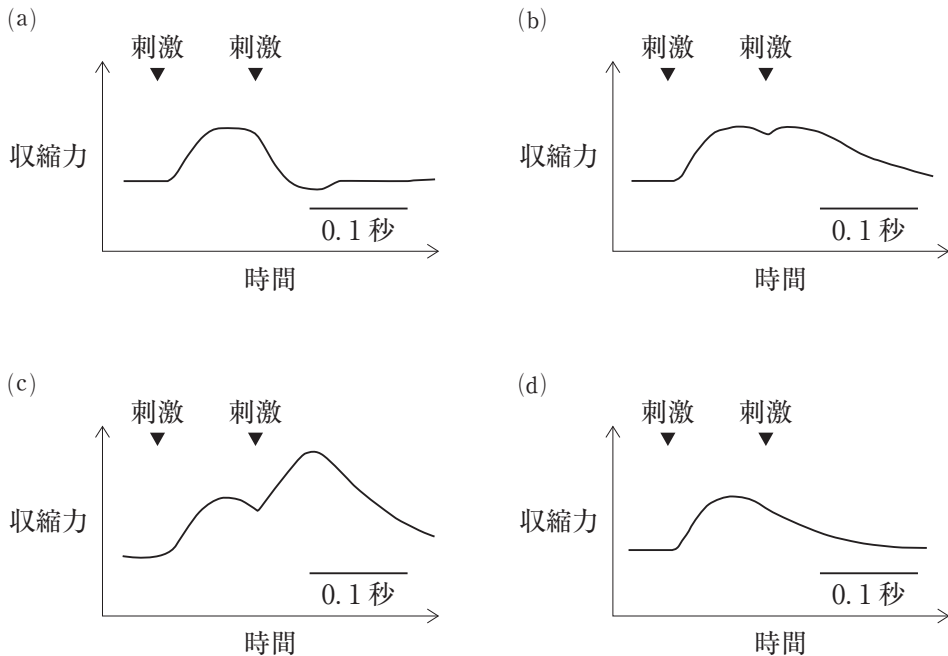 (a)
刺激 刺激
収縮力
0.1 秒
時間
(b)
刺激 刺激
収縮力
0.1 秒
時間
(c)
刺激 刺激
収縮力
0.1 秒
時間
(d)
刺激 刺激
収縮力
0.1 秒
時間